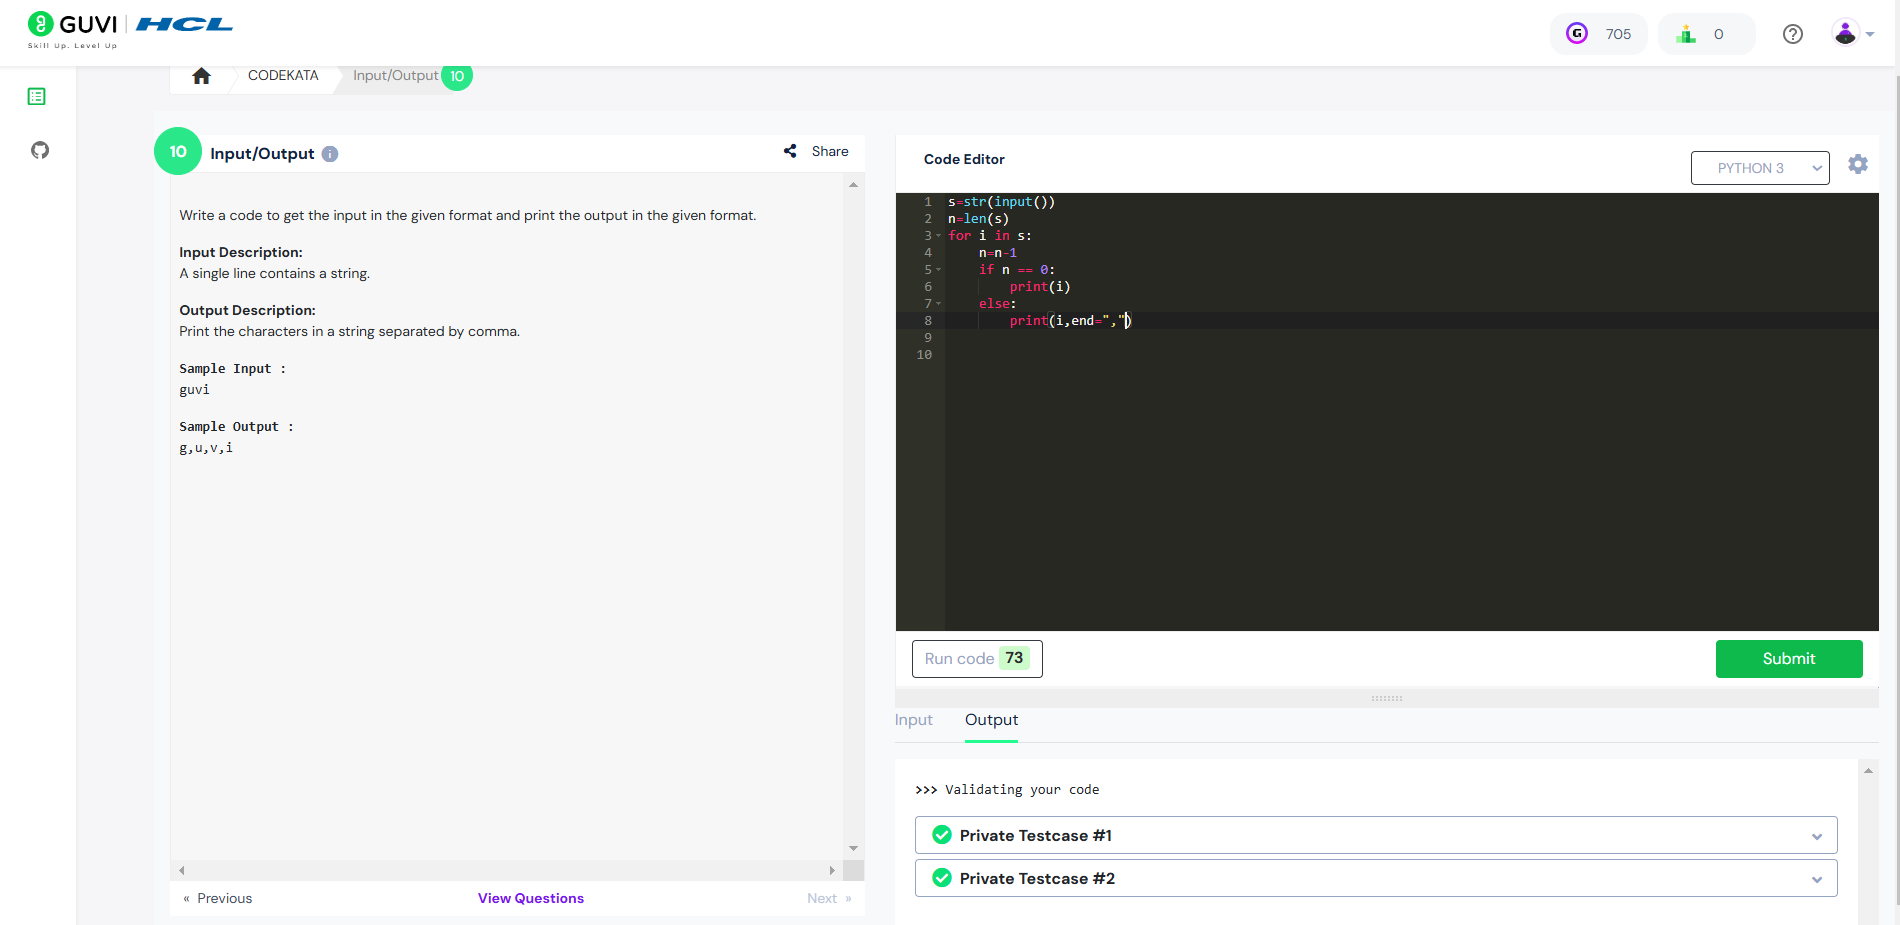 GUVI | HCL
Skill Up. Level Up
705
0
CODEKATA
Input/Output 10
10 Input/Output
Share
Write a code to get the input in the given format and print the output in the given format.
Input Description:
A single line contains a string.
Output Description:
Print the characters in a string separated by comma.
Sample Input :
guvi
Sample Output :
g,u,v,i
« Previous
View Questions
Next »
Code Editor
PYTHON 3
1 s=str(input())
2 n=len(s)
3 for i in s:
4     n=n-1
5     if n == 0:
6         print(i)
7     else:
8         print(i,end=",")
9
10
Run code 73
Submit
Input
Output
>>> Validating your code
Private Testcase #1
Private Testcase #2